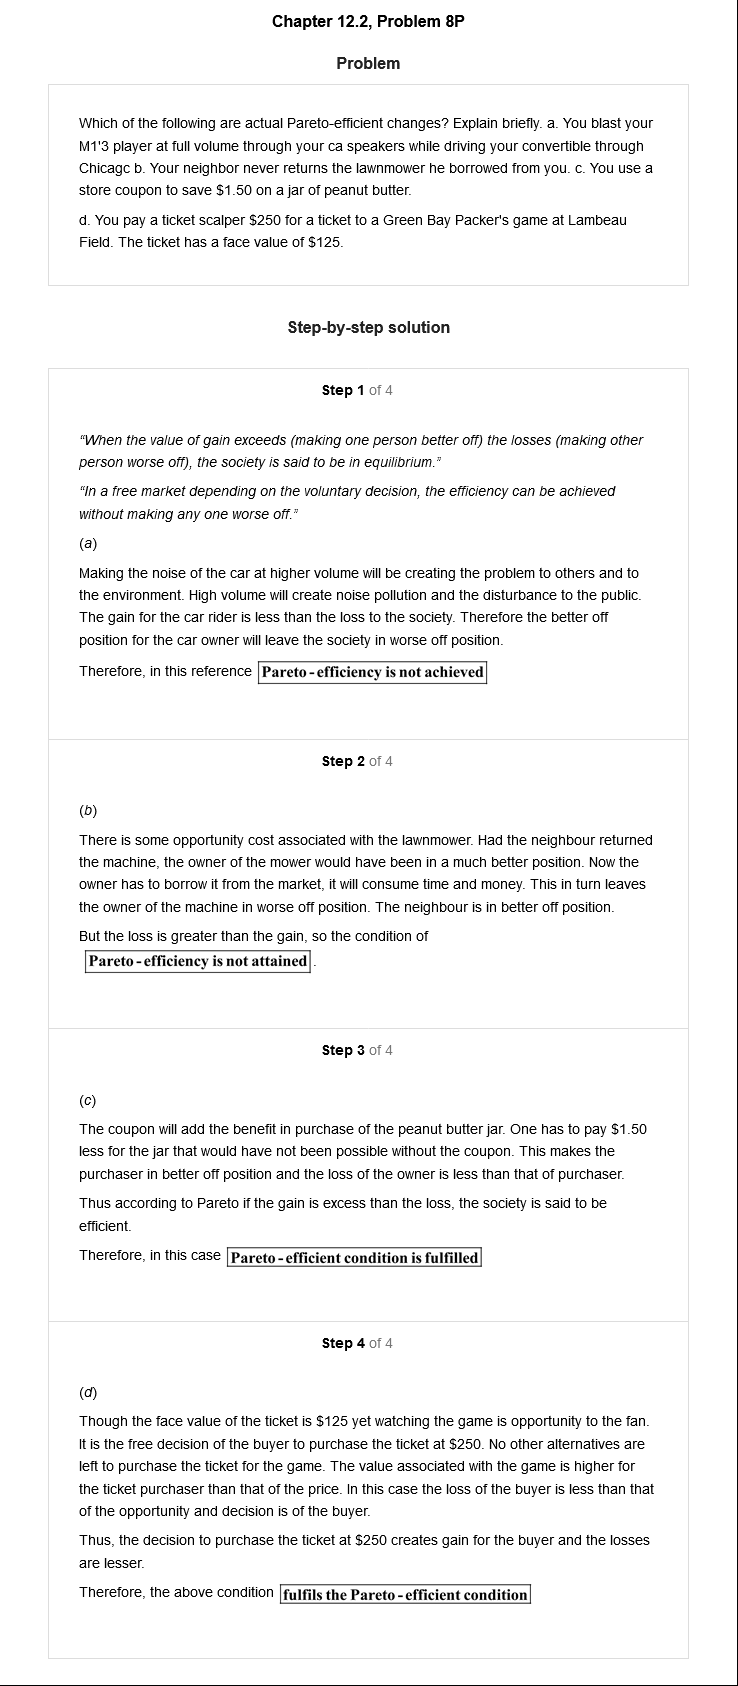 Chapter 12.2, Problem 8P
Problem
Which of the following are actual Pareto-efficient changes? Explain briefly. a. You blast your
M1'3 player at full volume through your ca speakers while driving your convertible through
Chicagc b. Your neighbor never returns the lawnmower he borrowed from you. c. You use a
store coupon to save $1.50 on a jar of peanut butter.
d. You pay a ticket scalper $250 for a ticket to a Green Bay Packer's game at Lambeau
Field. The ticket has a face value of $125.
Step-by-step solution
Step 1 of 4
“When the value of gain exceeds (making one person better off) the losses (making other
person worse off), the society is said to be in equilibrium.”
“In a free market depending on the voluntary decision, the efficiency can be achieved
without making any one worse off.”
(a)
Making the noise of the car at higher volume will be creating the problem to others and to
the environment. High volume will create noise pollution and the disturbance to the public.
The gain for the car rider is less than the loss to the society. Therefore the better off
position for the car owner will leave the society in worse off position.
Therefore, in this reference Pareto-efficiency is not achieved
Step 2 of 4
(b)
There is some opportunity cost associated with the lawnmower. Had the neighbour returned
the machine, the owner of the mower would have been in a much better position. Now the
owner has to borrow it from the market, it will consume time and money. This in turn leaves
the owner of the machine in worse off position. The neighbour is in better off position.
But the loss is greater than the gain, so the condition of
Pareto-efficiency is not attained.
Step 3 of 4
(c)
The coupon will add the benefit in purchase of the peanut butter jar. One has to pay $1.50
less for the jar that would have not been possible without the coupon. This makes the
purchaser in better off position and the loss of the owner is less than that of purchaser.
Thus according to Pareto if the gain is excess than the loss, the society is said to be
efficient.
Therefore, in this case Pareto-efficient condition is fulfilled
Step 4 of 4
(d)
Though the face value of the ticket is $125 yet watching the game is opportunity to the fan.
It is the free decision of the buyer to purchase the ticket at $250. No other alternatives are
left to purchase the ticket for the game. The value associated with the game is higher for
the ticket purchaser than that of the price. In this case the loss of the buyer is less than that
of the opportunity and decision is of the buyer.
Thus, the decision to purchase the ticket at $250 creates gain for the buyer and the losses
are lesser.
Therefore, the above condition fulfils the Pareto-efficient condition